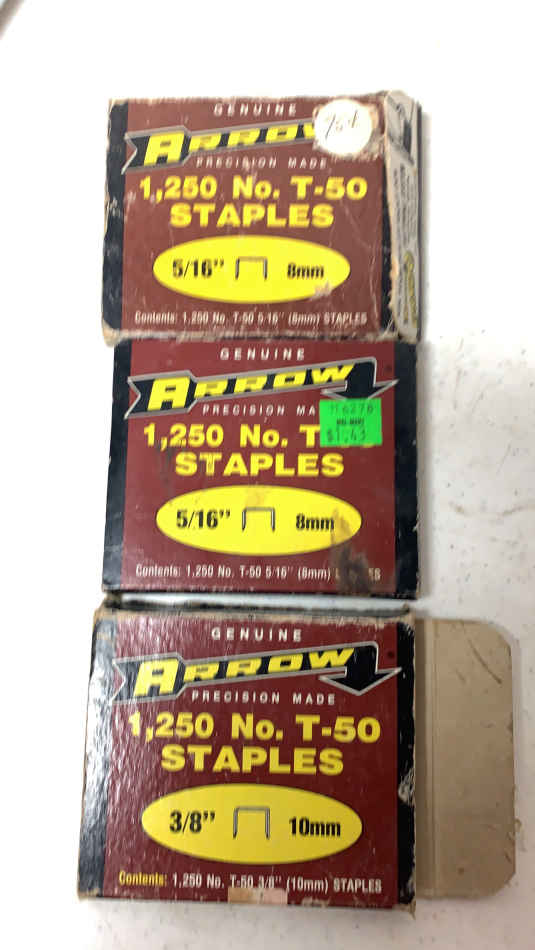 GENUINE
ARROW
PRECISION MADE
1,250 No. T-50
STAPLES
5/16" 8mm
Contents: 1,250 No. T-50 5/16" (8mm) STAPLES
GENUINE
ARROW
PRECISION MA
$1.43
1,250 No. T
STAPLES
5/16" 8mm
Contents: 1,250 No. T-50 5/16" (8mm) ES
GENUINE
ARROW
PRECISION MADE
1,250 No. T-50
STAPLES
3/8" 10mm
Contents: 1,250 No. T-50 3/8" (10mm) STAPLES